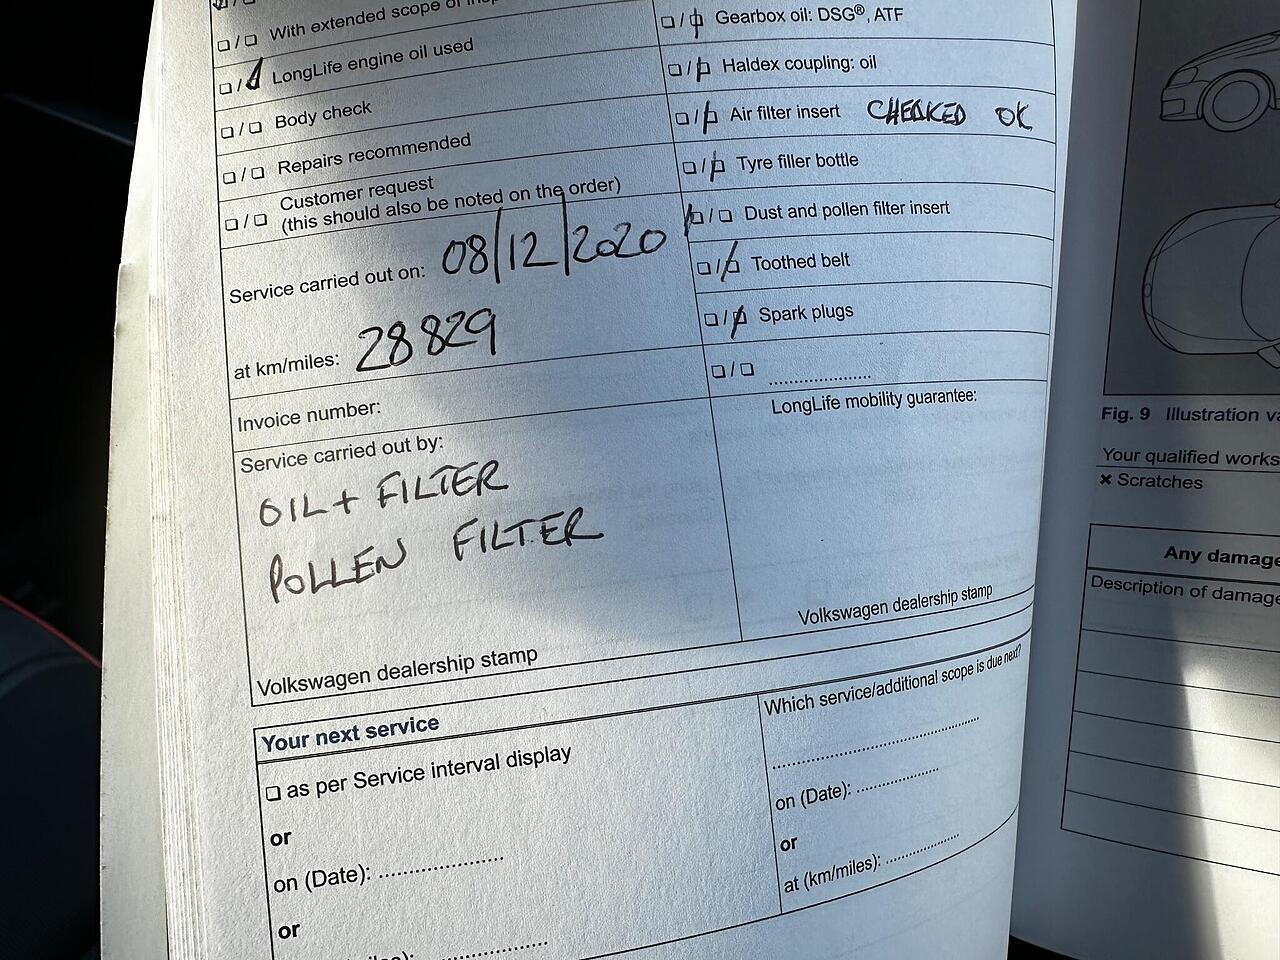 With extended scope of
LongLife engine oil used
Body check
Repairs recommended
Customer request
(this should also be noted on the order)
Service carried out on: 08/12/2020
at km/miles: 28829
Invoice number:
Service carried out by:
OIL + FILTER
POLLEN FILTER
Volkswagen dealership stamp
Gearbox oil: DSG®, ATF
Haldex coupling: oil
Air filter insert CHECKED OK
Tyre filler bottle
Dust and pollen filter insert
Toothed belt
Spark plugs
LongLife mobility guarantee:
Volkswagen dealership stamp
Your next service
as per Service interval display
or
on (Date):
or
Which service/additional scope is due next?
on (Date):
or
at (km/miles):
Fig. 9 Illustration
Your qualified
× Scratches
Any damage
Description of damage